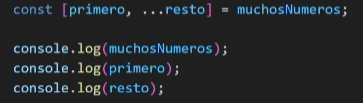 const [primero, ...resto] = muchosNumeros;
console.log(muchosNumeros);
console.log(primero);
console.log(resto);